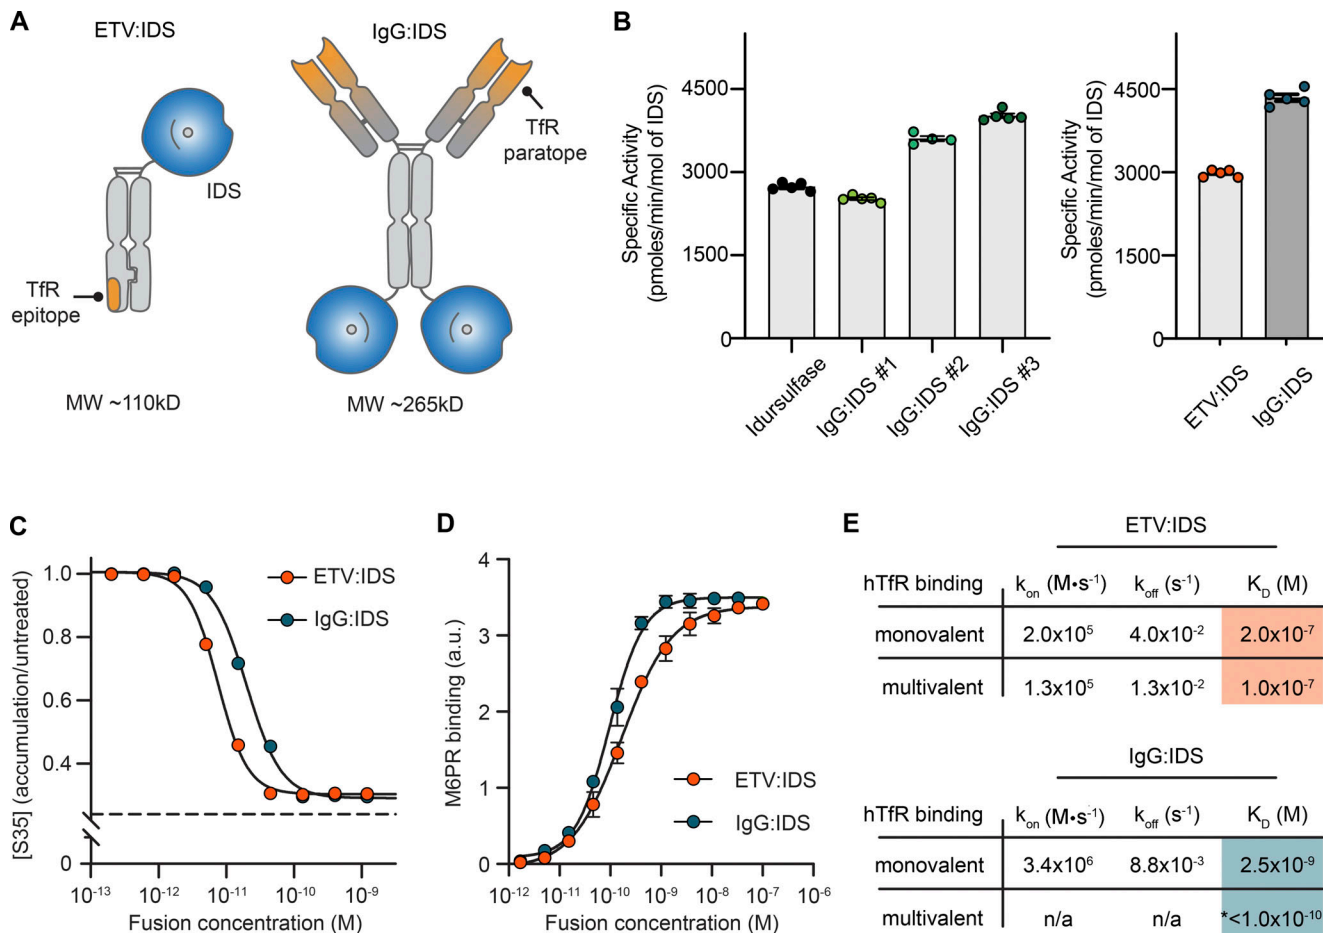 A
ETV:IDS
IgG:IDS
TfR
paratope
IDS
TfR
epitope
MW ~110kD
MW ~265kD
B
Specific Activity
(pmoles/min/mol of IDS)
4500
3000
1500
0
Idursulfase
IgG:IDS #1
IgG:IDS #2
IgG:IDS #3
Specific Activity
(pmoles/min/mol of IDS)
4500
3000
1500
0
ETV:IDS
IgG:IDS
C
[S35] (accumulation/untreated)
1.0
0.8
0.6
0.4
0
ETV:IDS
IgG:IDS
10⁻¹³ 10⁻¹² 10⁻¹¹ 10⁻¹⁰ 10⁻⁹
Fusion concentration (M)
D
M6PR binding (a.u.)
4
3
2
1
0
ETV:IDS
IgG:IDS
10⁻¹² 10⁻¹¹ 10⁻¹⁰ 10⁻⁹ 10⁻⁸ 10⁻⁷ 10⁻⁶
Fusion concentration (M)
E
ETV:IDS
hTfR binding kon (M•s⁻¹) koff (s⁻¹) KD (M)
monovalent 2.0x10⁵ 4.0x10⁻² 2.0x10⁻⁷
multivalent 1.3x10⁵ 1.3x10⁻² 1.0x10⁻⁷
IgG:IDS
hTfR binding kon (M•s⁻¹) koff (s⁻¹) KD (M)
monovalent 3.4x10⁶ 8.8x10⁻³ 2.5x10⁻⁹
multivalent n/a n/a *<1.0x10⁻¹⁰